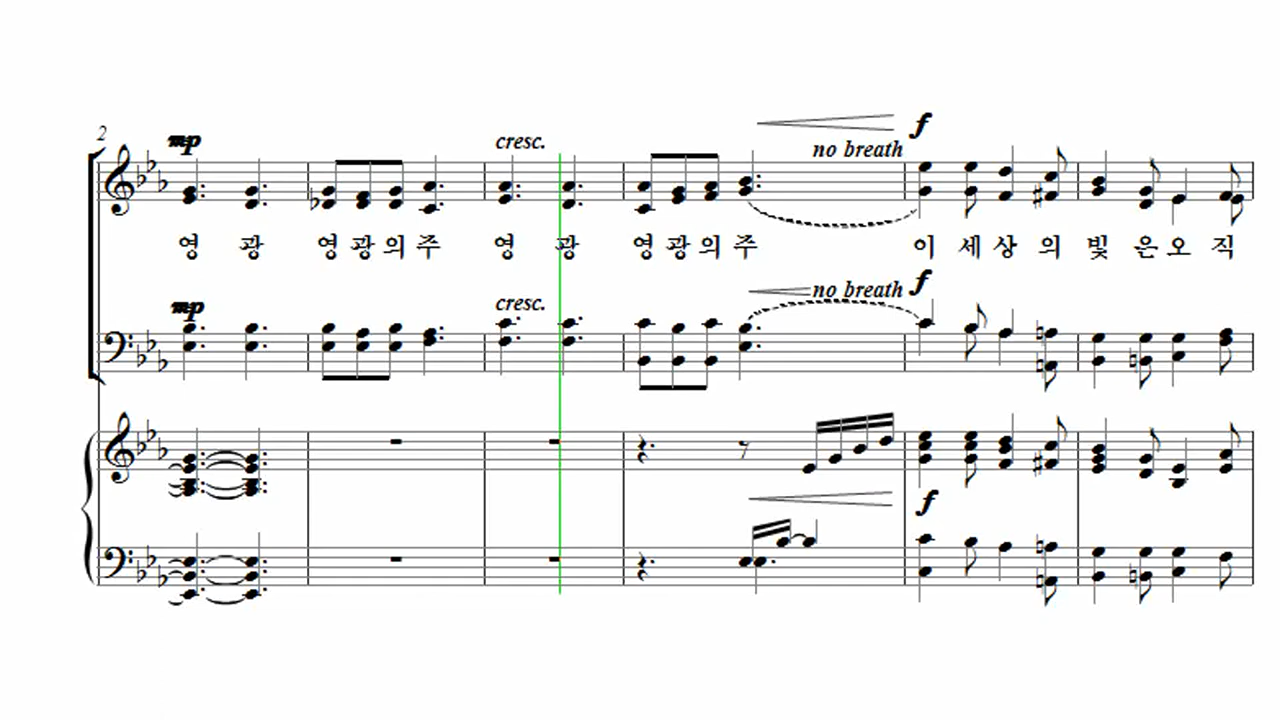 2
mp
cresc.
no breath
f
영 광 영 광 의 주 영 광 영 광 의 주 이 세 상 의 빛 은 오 직
mp
cresc.
no breath
f
f